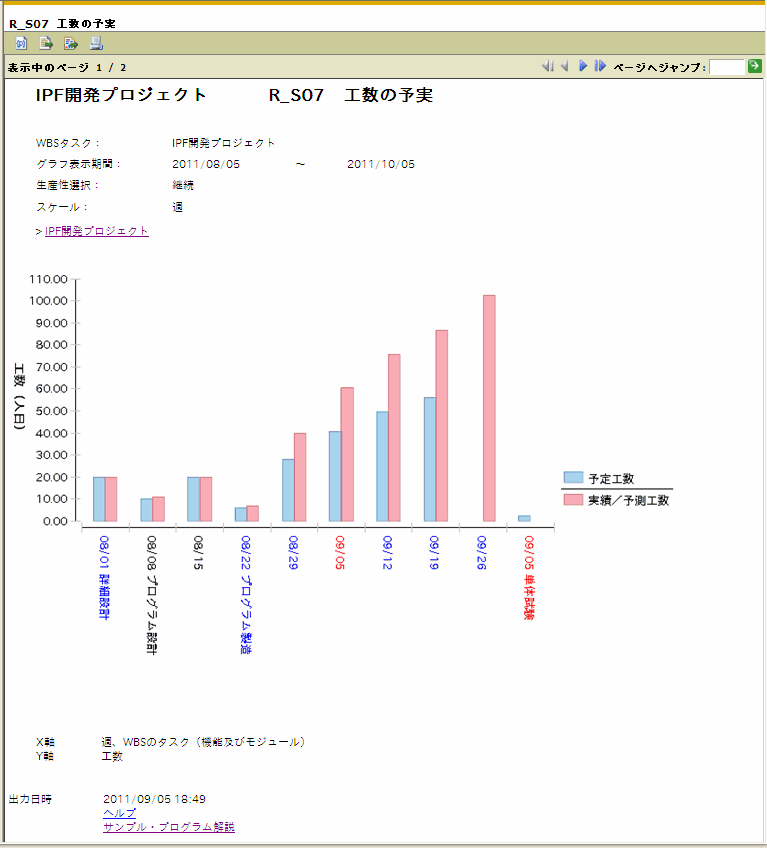 R_S07 工数の予実
表示中のページ 1 / 2
ページへジャンプ:
IPF開発プロジェクト R_S07 工数の予実
WBSタスク： IPF開発プロジェクト
グラフ表示期間： 2011/08/05 ～ 2011/10/05
生産性選択： 継続
スケール： 週
> IPF開発プロジェクト
110.00
100.00
90.00
80.00
70.00
60.00
50.00
40.00
30.00
20.00
10.00
0.00
工数（人日）
予定工数
実績／予測工数
08/01 詳細設計
08/08 プログラム設計
08/15
08/22 プログラム製造
08/29
09/05
09/12
09/19
09/26
09/05 単体試験
X軸 週、WBSのタスク（機能及びモジュール）
Y軸 工数
出力日時 2011/09/05 18:49
ヘルプ
サンプル・プログラム解説